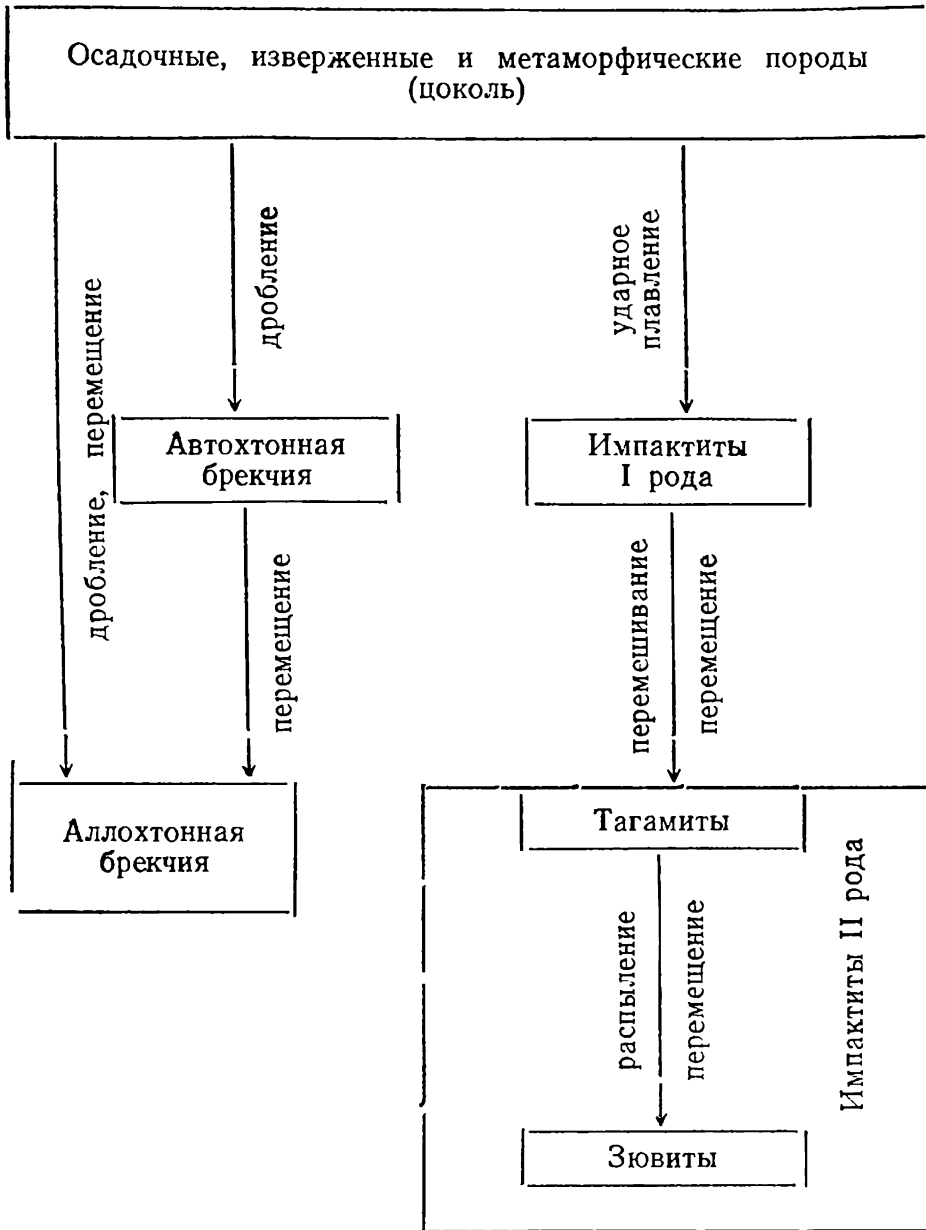 Осадочные, изверженные и метаморфические породы
(цоколь)
дробление, перемещение
дробление
ударное
плавление
Автохтонная
брекчия
Импактиты
I рода
перемещение
перемешивание
перемещение
Аллохтонная
брекчия
Тагамиты
распыление
перемещение
Импактиты II рода
Зювиты